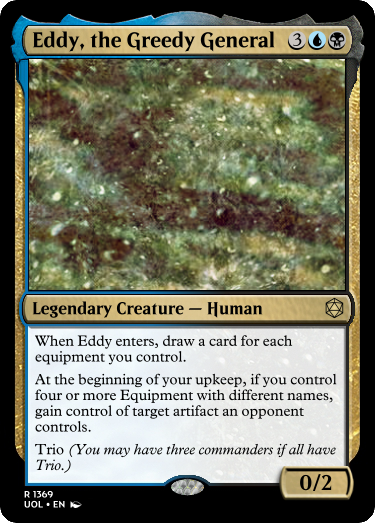 Eddy, the Greedy General 3
Legendary Creature — Human
When Eddy enters, draw a card for each
equipment you control.
At the beginning of your upkeep, if you control
four or more Equipment with different names,
gain control of target artifact an opponent
controls.
Trio (You may have three commanders if all have
Trio.)
0/2
R 1369
UOL • EN